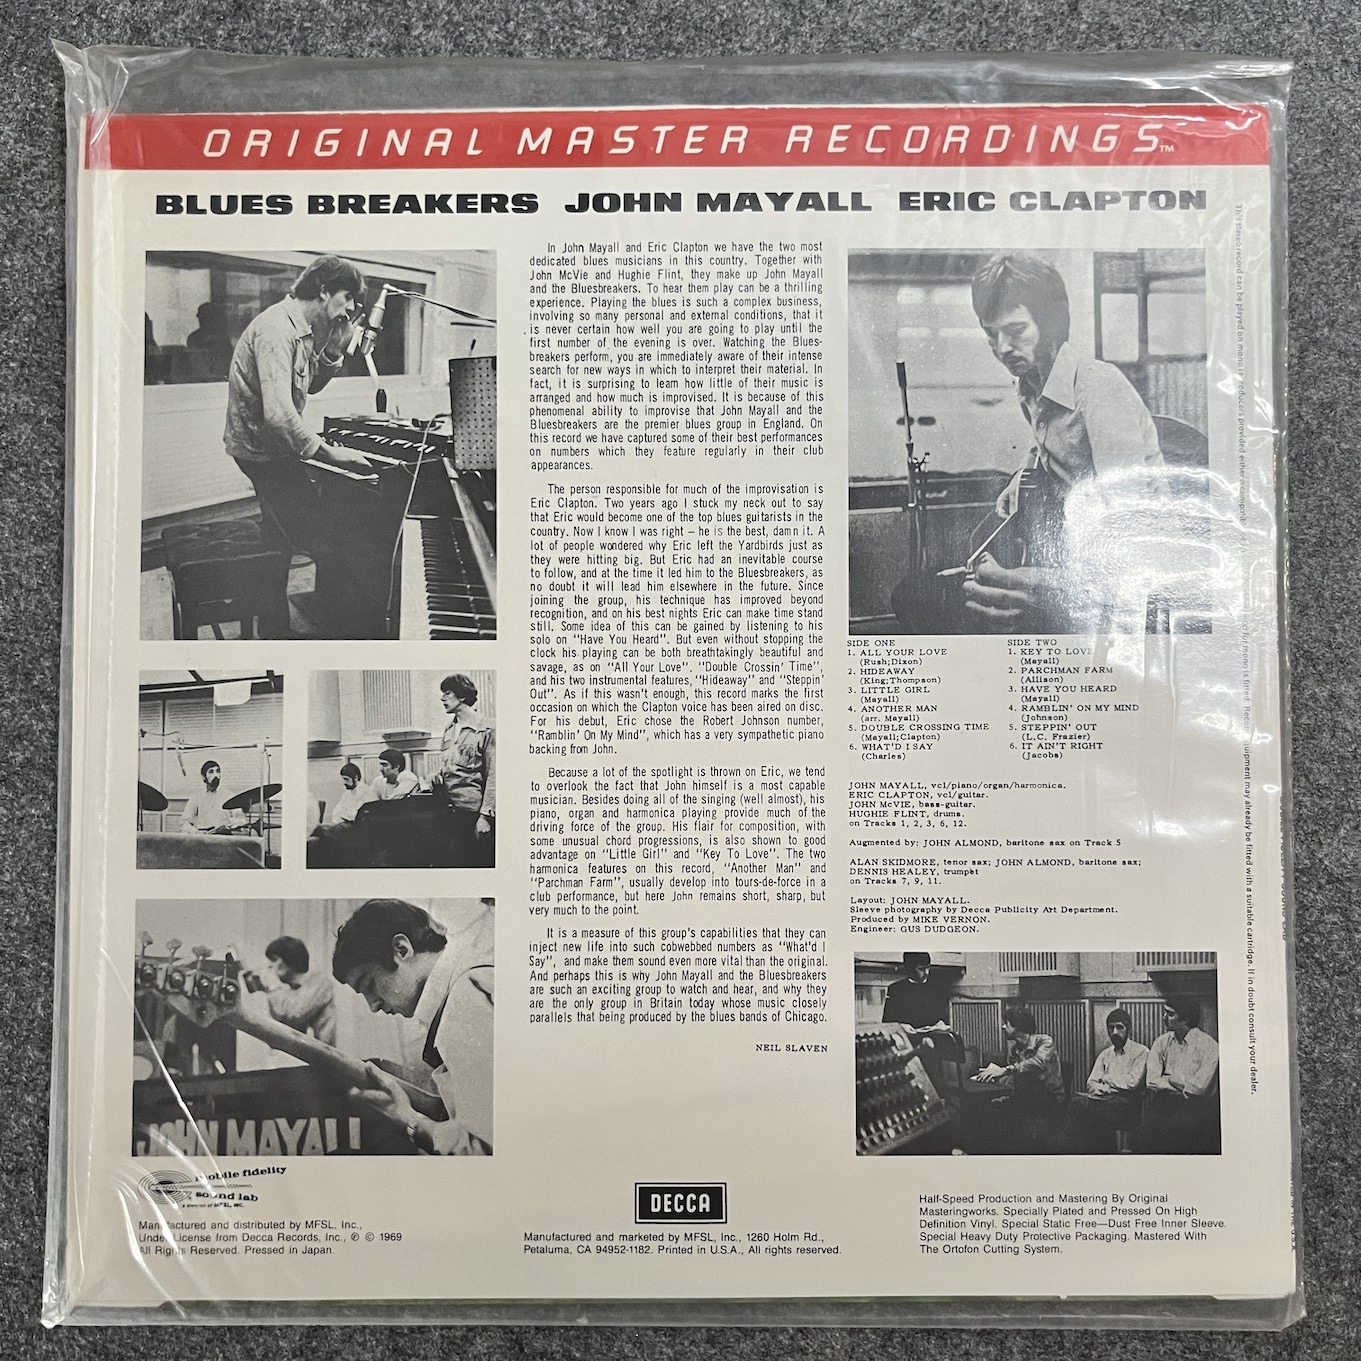 ORIGINAL MASTER RECORDINGS™
BLUES BREAKERS JOHN MAYALL ERIC CLAPTON
In John Mayall and Eric Clapton we have the two most
dedicated blues musicians in this country. Together with
John McVie and Hughie Flint, they make up John Mayall
and the Bluesbreakers. To hear them play can be a thrilling
experience. Playing the blues is such a complex business,
involving so many personal and external conditions, that it
is never certain how well you are going to play until the
first number of the evening is over. Watching the Blues-
breakers perform, you are immediately aware of their intense
search for new ways in which to interpret their material. In
fact, it is surprising to learn how little of their music is
arranged and how much is improvised. It is because of this
phenomenal ability to improvise that John Mayall and the
Bluesbreakers are the premier blues group in England. On
this record we have captured some of their best performances
on numbers which they feature regularly in their club
appearances.
The person responsible for much of the improvisation is
Eric Clapton. Two years ago I stuck my neck out to say
that Eric would become one of the top blues guitarists in the
country. Now I know I was right – he is the best, damn it. A
lot of people wondered why Eric left the Yardbirds just as
they were hitting big. But Eric had an inevitable course
to follow, and at the time it led him to the Bluesbreakers, as
no doubt it will lead him elsewhere in the future. Since
joining the group, his technique has improved beyond
recognition, and on his best nights Eric can make time stand
still. Some idea of this can be gained by listening to his
solo on "Have You Heard". But even without stopping the
clock his playing can be both breathtakingly beautiful and
savage, as on "All Your Love". "Double Crossin' Time",
and his two instrumental features, "Hideaway" and "Steppin'
Out". As if this wasn't enough, this record marks the first
occasion on which the Clapton voice has been aired on disc.
For his debut, Eric chose the Robert Johnson number,
"Ramblin' On My Mind", which has a very sympathetic piano
backing from John.
Because a lot of the spotlight is thrown on Eric, we tend
to overlook the fact that John himself is a most capable
musician. Besides doing all of the singing (well almost), his
piano, organ and harmonica playing provide much of the
driving force of the group. His flair for composition, with
some unusual chord progressions, is also shown to good
advantage on "Little Girl" and "Key To Love". The two
harmonica features on this record, "Another Man" and
"Parchman Farm", usually develop into tours-de-force in a
club performance, but here John remains short, sharp, but
very much to the point.
It is a measure of this group's capabilities that they can
inject new life into such cobwebbed numbers as "What'd I
Say", and make them sound even more vital than the original.
And perhaps this is why John Mayall and the Bluesbreakers
are such an exciting group to watch and hear, and why they
are the only group in Britain today whose music closely
parallels that being produced by the blues bands of Chicago.
NEIL SLAVEN
SIDE ONE
1. ALL YOUR LOVE
(Rush;Dixon)
2. HIDEAWAY
(King;Thompson)
3. LITTLE GIRL
(Mayall)
4. ANOTHER MAN
(arr. Mayall)
5. DOUBLE CROSSING TIME
(Mayall;Clapton)
6. WHAT'D I SAY
(Charles)
SIDE TWO
1. KEY TO LOVE
(Mayall)
2. PARCHMAN FARM
(Allison)
3. HAVE YOU HEARD
(Mayall)
4. RAMBLIN' ON MY MIND
(Johnson)
5. STEPPIN' OUT
(L.C. Frazier)
6. IT AIN'T RIGHT
(Jacobs)
JOHN MAYALL, vcl/piano/organ/harmonica.
ERIC CLAPTON, vcl/guitar.
JOHN McVIE, bass-guitar.
HUGHIE FLINT, drums.
on Tracks 1, 2, 3, 6, 12.
Augmented by: JOHN ALMOND, baritone sax on Track 5
ALAN SKIDMORE, tenor sax; JOHN ALMOND, baritone sax;
DENNIS HEALEY, trumpet
on Tracks 7, 9, 11.
Layout: JOHN MAYALL.
Sleeve photography by Decca Publicity Art Department.
Produced by MIKE VERNON.
Engineer: GUS DUDGEON.
This stereo record can be played on mono reproducers provided either a compatible may already be fitted with a suitable cartridge. If in doubt consult your dealer.
JOHN MAYALL
mobile fidelity
sound lab
a division of MFSL, INC.
Manufactured and distributed by MFSL, Inc.,
Under License from Decca Records, Inc., ℗ © 1969
All Rights Reserved. Pressed in Japan.
DECCA
Manufactured and marketed by MFSL, Inc., 1260 Holm Rd.,
Petaluma, CA 94952-1182. Printed in U.S.A., All rights reserved.
Half-Speed Production and Mastering By Original
Masteringworks. Specially Plated and Pressed On High
Definition Vinyl. Special Static Free—Dust Free Inner Sleeve.
Special Heavy Duty Protective Packaging. Mastered With
The Ortofon Cutting System.